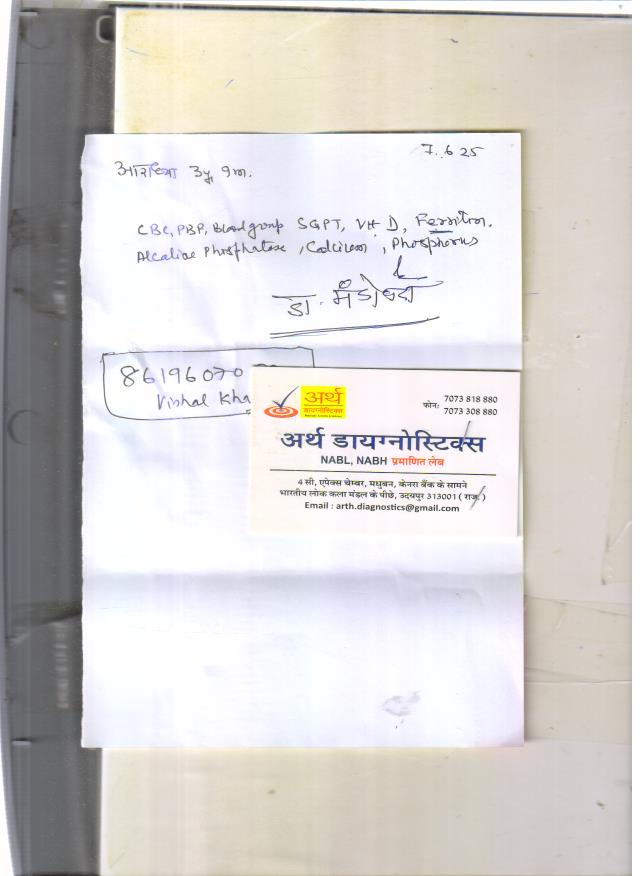 7.6.25
आराध्या 3y, 9m.
CBC, PBP, Bloodgroup SGPT, Vit D, Ferritin.
Alcaline Phosphatase, Calcium, Phosphorus
डा.
86196070
Vishal Kha
अर्थ
डायग्नोस्टिक्स
फोन: 7073 818 880
7073 308 880
अर्थ डायग्नोस्टिक्स
NABL, NABH प्रमाणित लेब
4 सी, एपेक्स चेम्बर, मधुबन, केनरा बैंक के सामने
भारतीय लोक कला मंडल के पीछे, उदयपुर 313001 ( राज. )
Email : arth.diagnostics@gmail.com